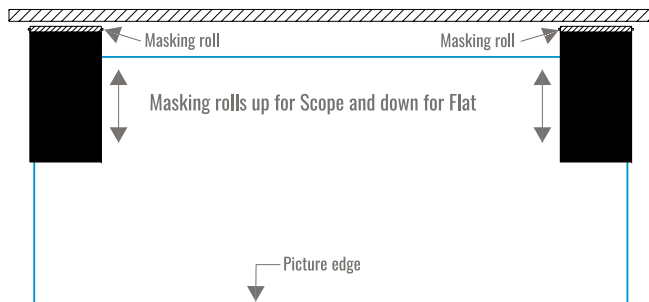 Masking roll
Masking roll
Masking rolls up for Scope and down for Flat
Picture edge